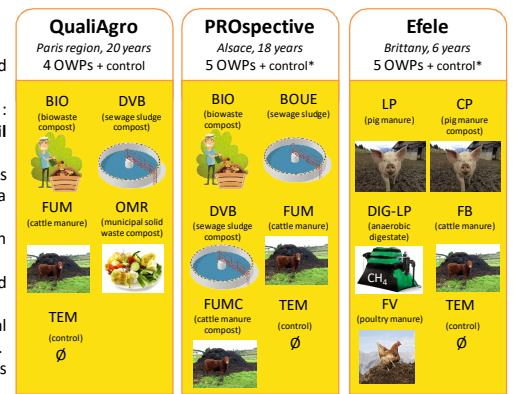 QualiAgro
Paris region, 20 years
4 OWPs + control
BIO
(biowaste
compost)
DVB
(sewage sludge
compost)
FUM
(cattle manure)
OMR
(municipal solid
waste compost)
TEM
(control)
Ø
PROspective
Alsace, 18 years
5 OWPs + control*
BIO
(biowaste
compost)
BOUE
(sewage sludge)
DVB
(sewage sludge
compost)
FUM
(cattle manure)
FUMC
(cattle manure
compost)
TEM
(control)
Ø
Efele
Brittany, 6 years
5 OWPs + control*
LP
(pig manure)
CP
(pig manure
compost)
DIG-LP
(anaerobic
digestate)
CH4
FB
(cattle manure)
FV
(poultry manure)
TEM
(control)
Ø